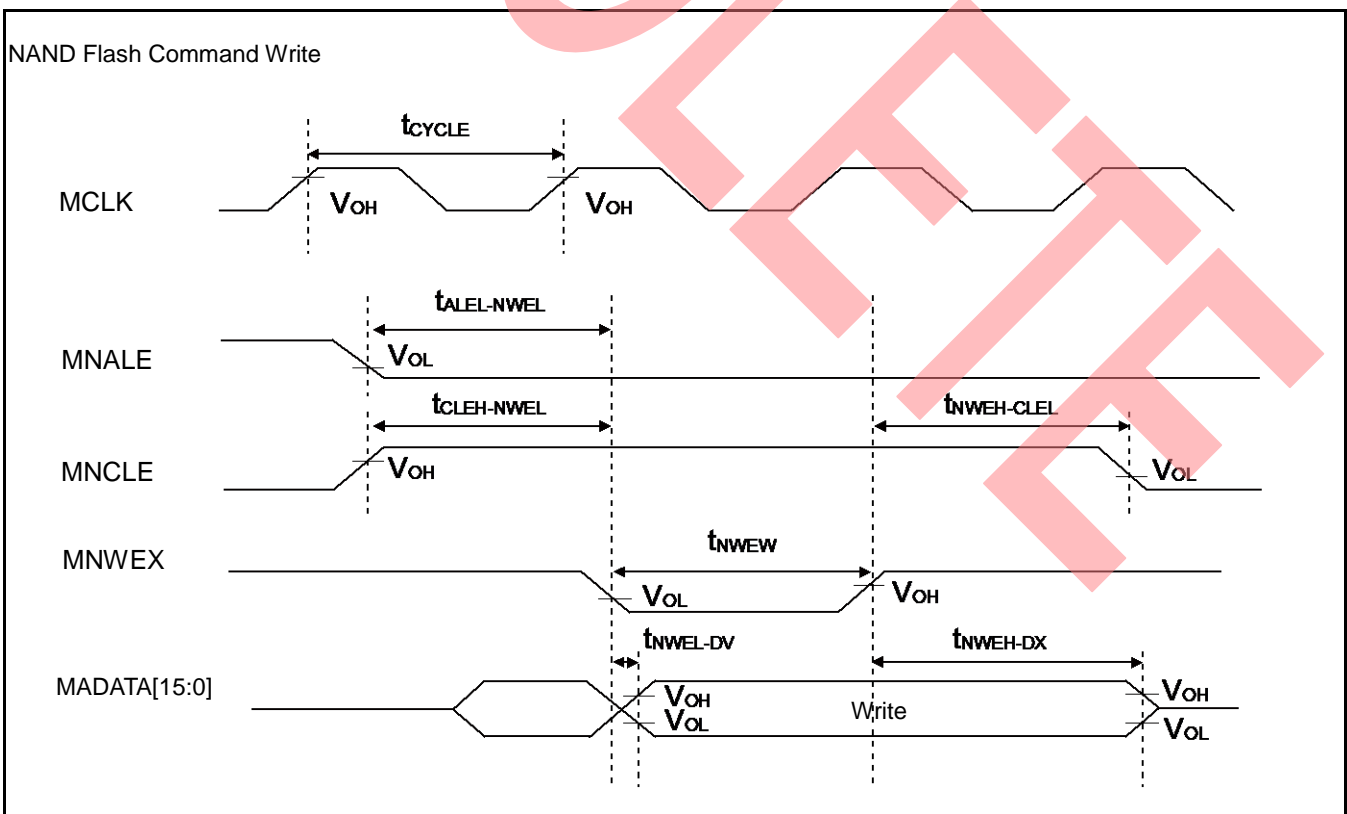 NAND Flash Command Write
tCYCLE
MCLK
VOH
VOH
tALEL-NWEL
MNALE
VOL
tCLEH-NWEL
tNWEH-CLEL
MNCLE
VOH
VOL
MNWEX
tNWEW
VOL
VOH
tNWEL-DV
tNWEH-DX
MADATA[15:0]
VOH
VOL
Write
VOH
VOL